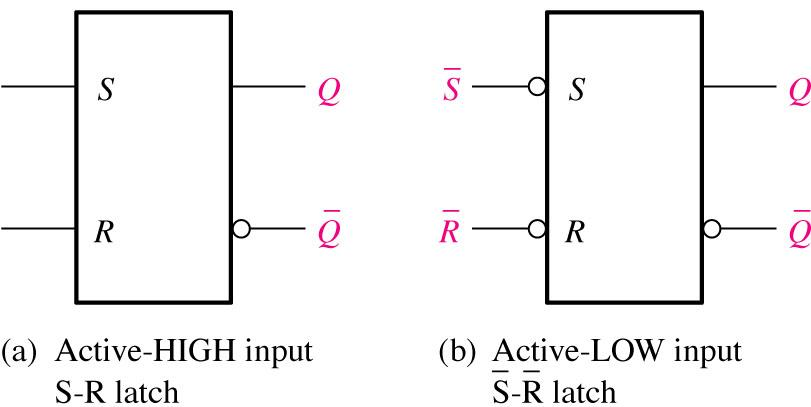 S Q
R Q̅
(a) Active-HIGH input
S-R latch
S̅ S Q
R̅ R Q̅
(b) Active-LOW input
S̅-R̅ latch